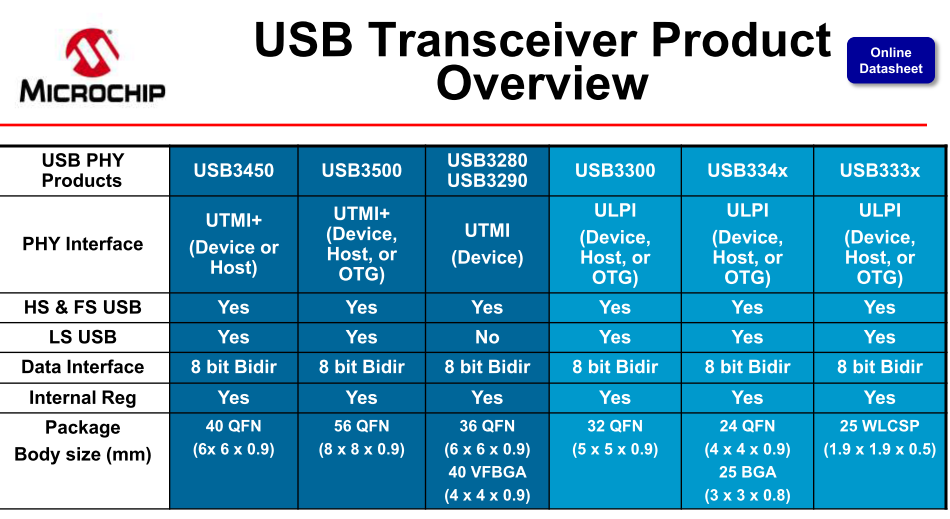 MICROCHIP
USB Transceiver Product
Overview
Online
Datasheet
USB PHY
Products
USB3450
USB3500
USB3280
USB3290
USB3300
USB334x
USB333x
PHY Interface
UTMI+
(Device or
Host)
UTMI+
(Device,
Host, or
OTG)
UTMI
(Device)
ULPI
(Device,
Host, or
OTG)
ULPI
(Device,
Host, or
OTG)
ULPI
(Device,
Host, or
OTG)
HS & FS USB
Yes
Yes
Yes
Yes
Yes
Yes
LS USB
Yes
Yes
No
Yes
Yes
Yes
Data Interface
8 bit Bidir
8 bit Bidir
8 bit Bidir
8 bit Bidir
8 bit Bidir
8 bit Bidir
Internal Reg
Yes
Yes
Yes
Yes
Yes
Yes
Package
Body size (mm)
40 QFN
(6x 6 x 0.9)
56 QFN
(8 x 8 x 0.9)
36 QFN
(6 x 6 x 0.9)
40 VFBGA
(4 x 4 x 0.9)
32 QFN
(5 x 5 x 0.9)
24 QFN
(4 x 4 x 0.9)
25 BGA
(3 x 3 x 0.8)
25 WLCSP
(1.9 x 1.9 x 0.5)